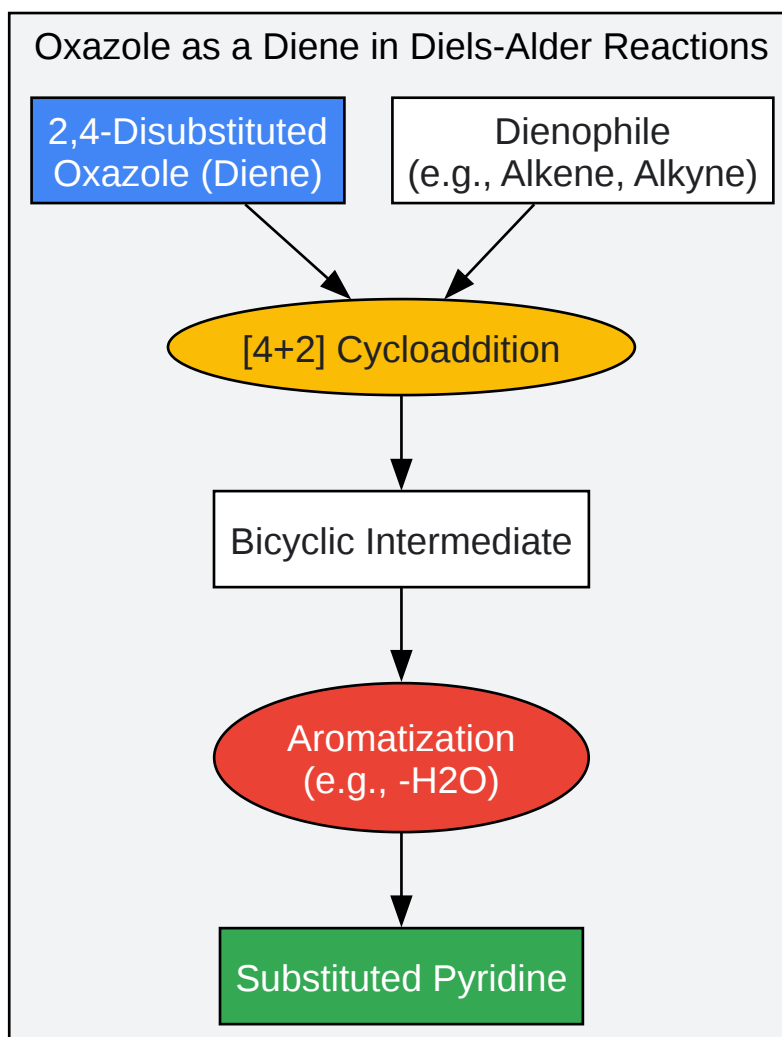 Oxazole as a Diene in Diels-Alder Reactions
2,4-Disubstituted
Oxazole (Diene)
Dienophile
(e.g., Alkene, Alkyne)
[4+2] Cycloaddition
Bicyclic Intermediate
Aromatization
(e.g., -H2O)
Substituted Pyridine